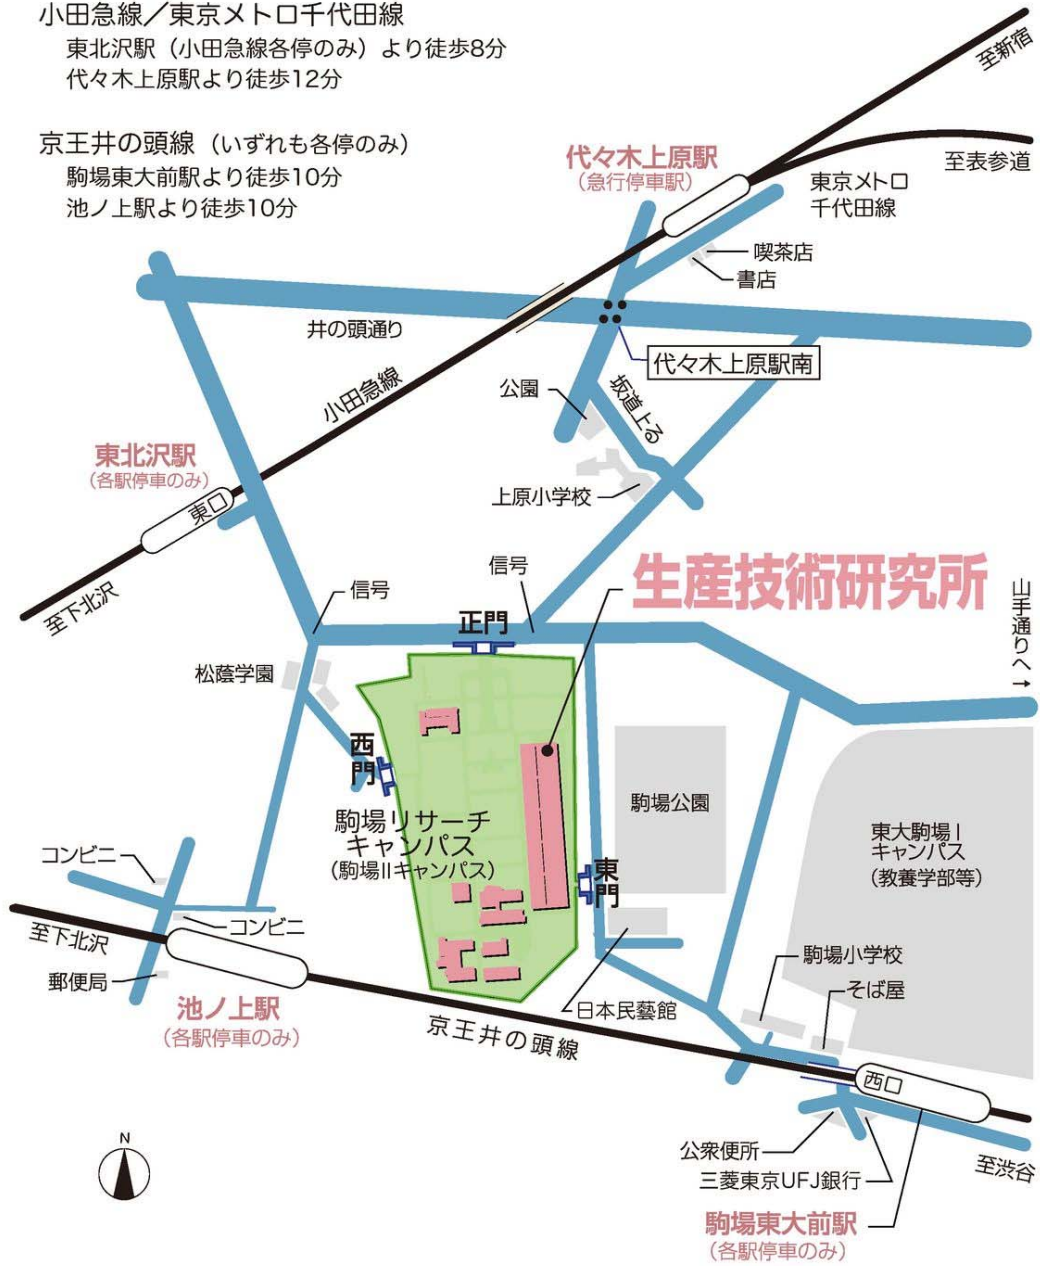 小田急線／東京メトロ千代田線
東北沢駅（小田急線各停のみ）より徒歩8分
代々木上原駅より徒歩12分
京王井の頭線（いずれも各停のみ）
駒場東大前駅より徒歩10分
池ノ上駅より徒歩10分
至新宿
代々木上原駅
（急行停車駅）
至表参道
東京メトロ
千代田線
喫茶店
書店
井の頭通り
代々木上原駅南
小田急線
公園
坂道上る
東北沢駅
（各駅停車のみ）
東口
上原小学校
至下北沢
信号
信号
生産技術研究所
山手通りへ→
正門
松蔭学園
西門
駒場リサーチ
キャンパス
（駒場IIキャンパス）
駒場公園
東大駒場I
キャンパス
（教養学部等）
東門
コンビニ
コンビニ
至下北沢
郵便局
池ノ上駅
（各駅停車のみ）
京王井の頭線
日本民藝館
駒場小学校
そば屋
西口
N
公衆便所
三菱東京UFJ銀行
至渋谷
駒場東大前駅
（各駅停車のみ）